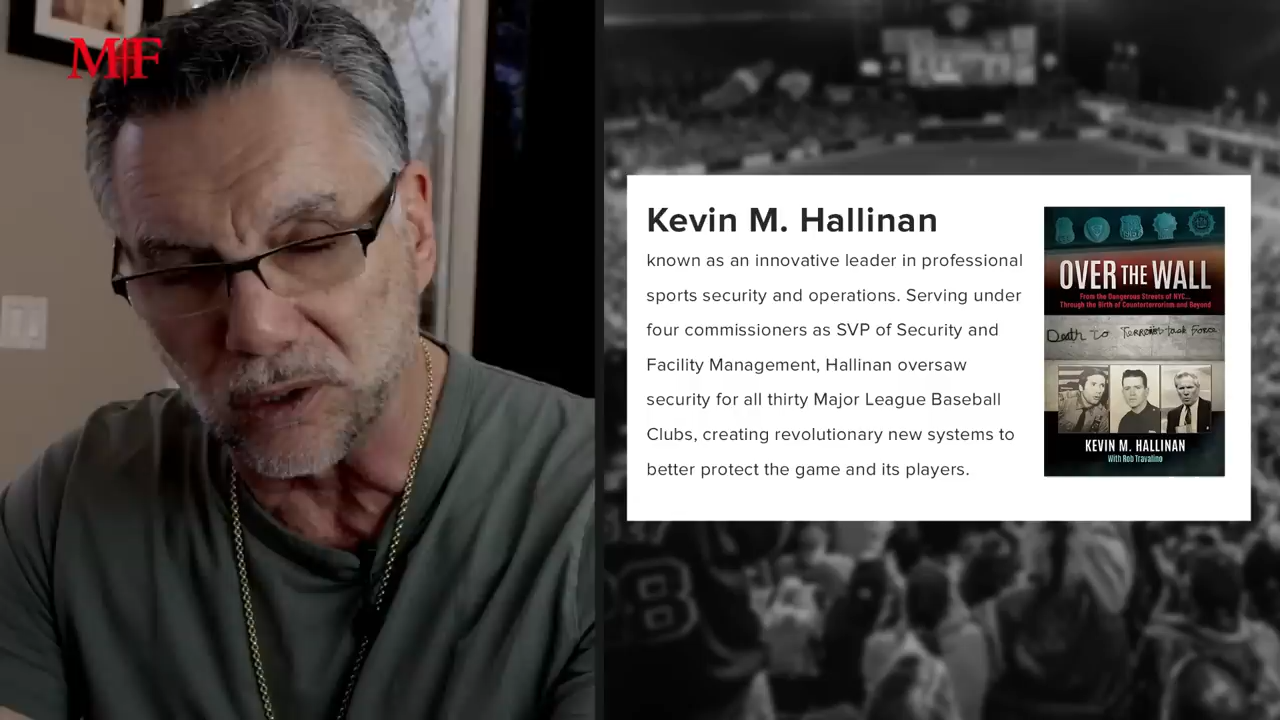 MF
Kevin M. Hallinan
known as an innovative leader in professional
sports security and operations. Serving under
four commissioners as SVP of Security and
Facility Management, Hallinan oversaw
security for all thirty Major League Baseball
Clubs, creating revolutionary new systems to
better protect the game and its players.
OVER THE WALL
From the Dangerous Streets of NYC...
Through the Birth of Counterterrorism and Beyond
Death to Terrorist task Force
KEVIN M. HALLINAN
With Rob Travalino